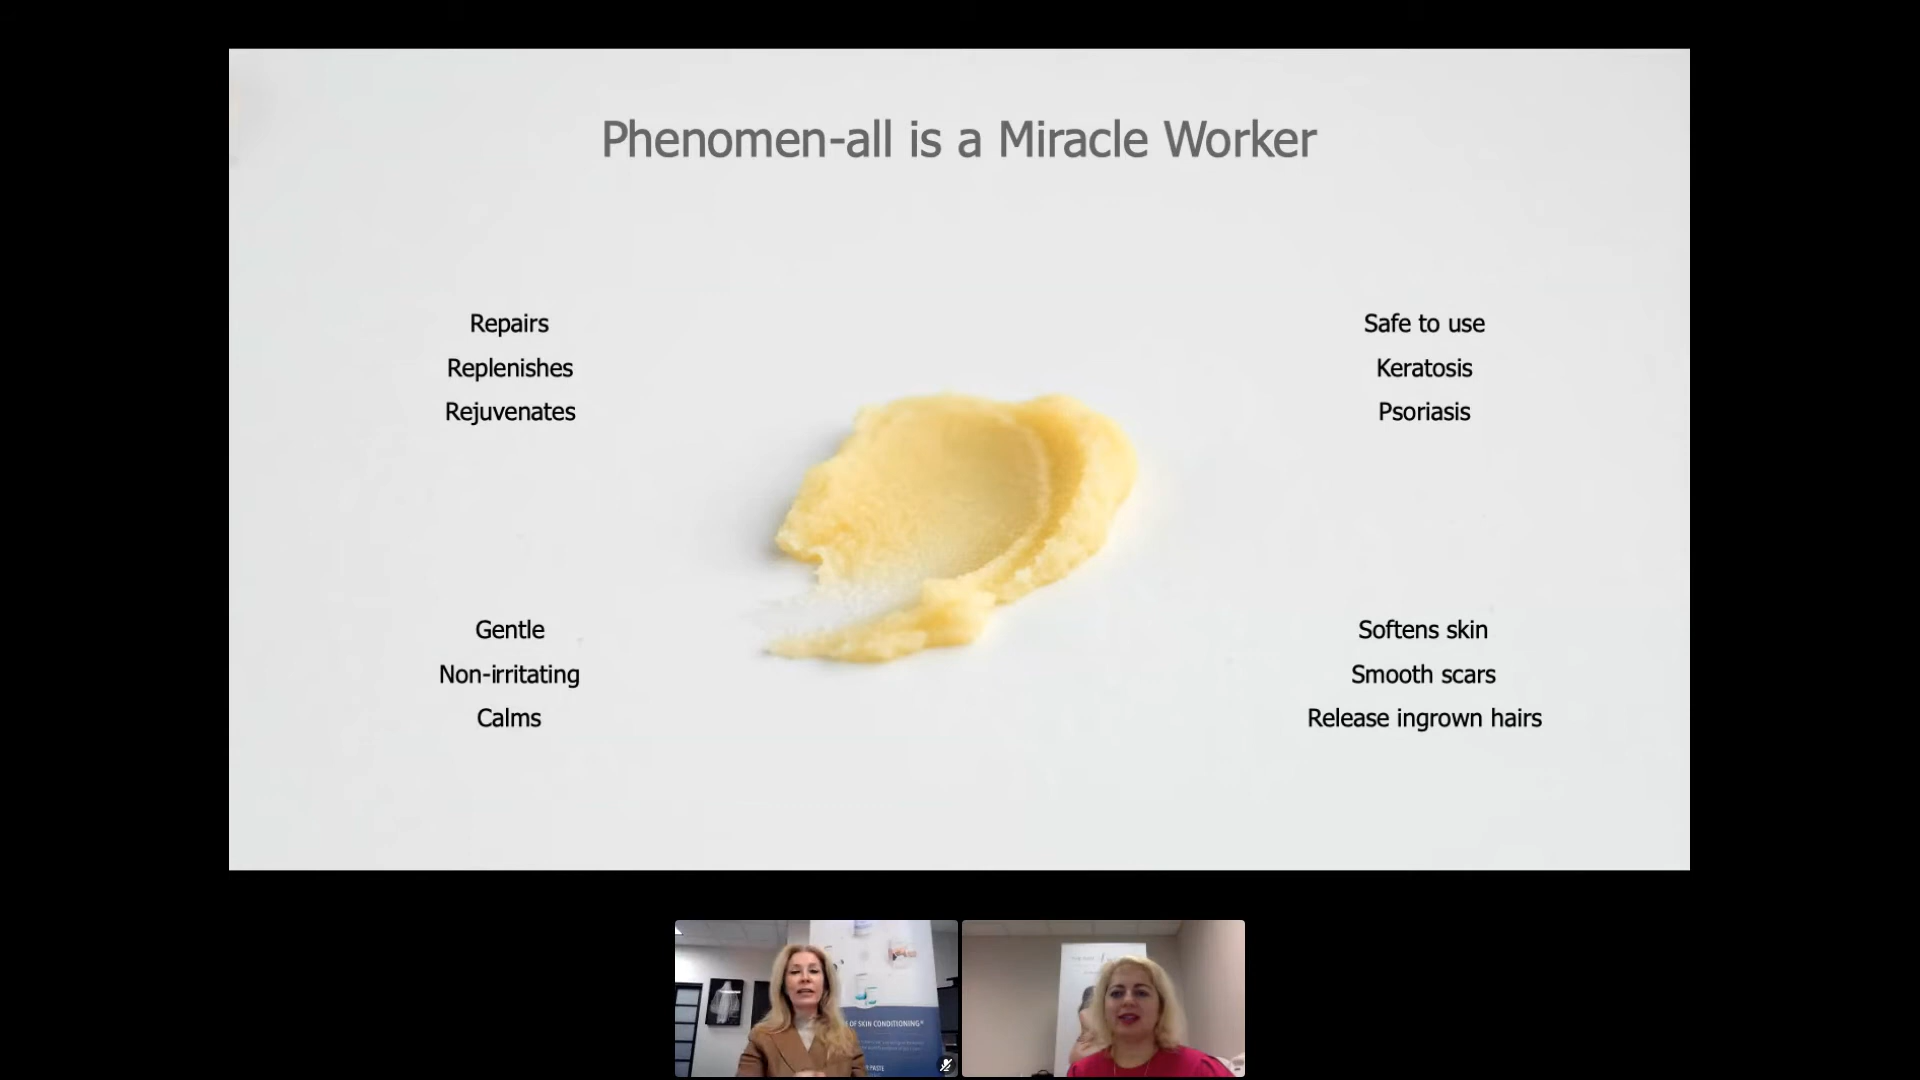 Phenomen-all is a Miracle Worker
Repairs
Replenishes
Rejuvenates
Safe to use
Keratosis
Psoriasis
Gentle
Non-irritating
Calms
Softens skin
Smooth scars
Release ingrown hairs
OF SKIN CONDITIONING®
PASTE